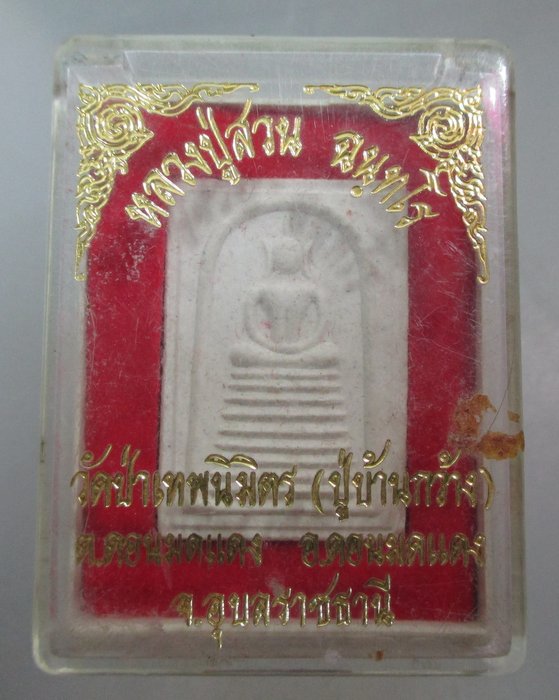 หลวงปู่สวน ฉนฺทโร
วัดป่าเทพนิมิตร (ปู่บ้านกว้าง)
ต.ดอนมดแดง อ.ดอนมดแดง
จ.อุบลราชธานี